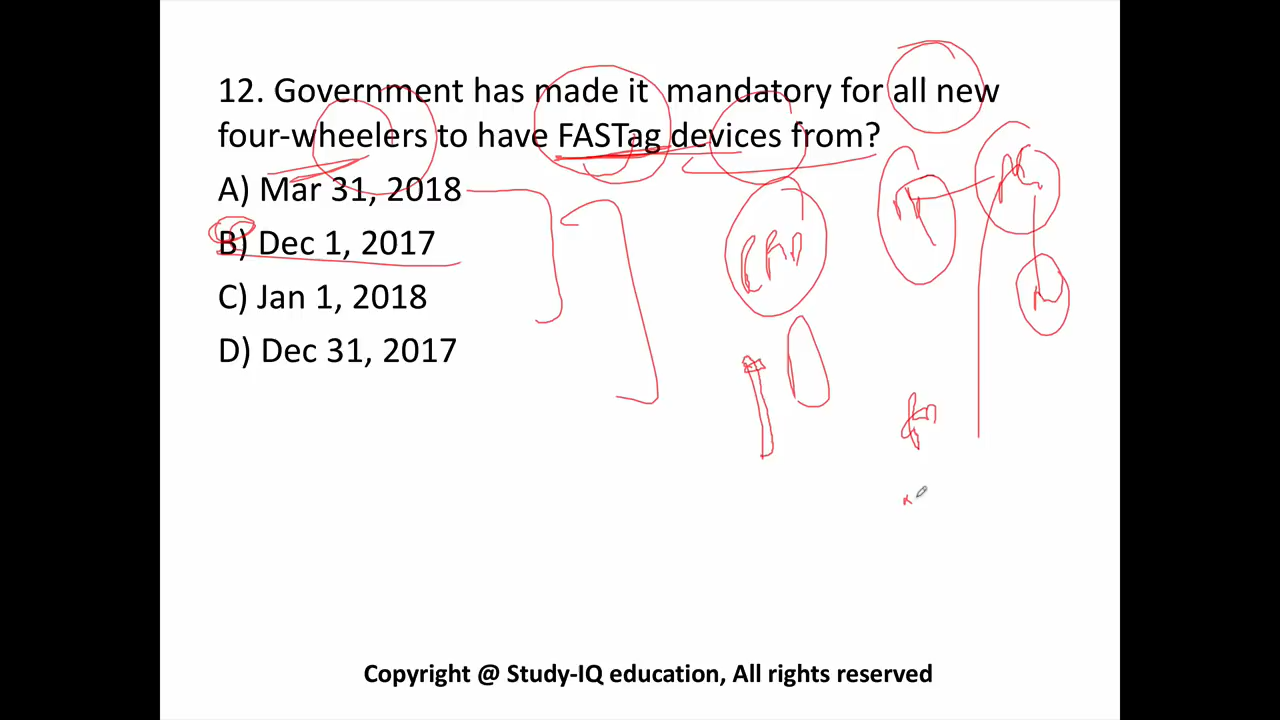 12. Government has made it mandatory for all new
four-wheelers to have FASTag devices from?
A) Mar 31, 2018
B) Dec 1, 2017
C) Jan 1, 2018
D) Dec 31, 2017
Copyright @ Study-IQ education, All rights reserved